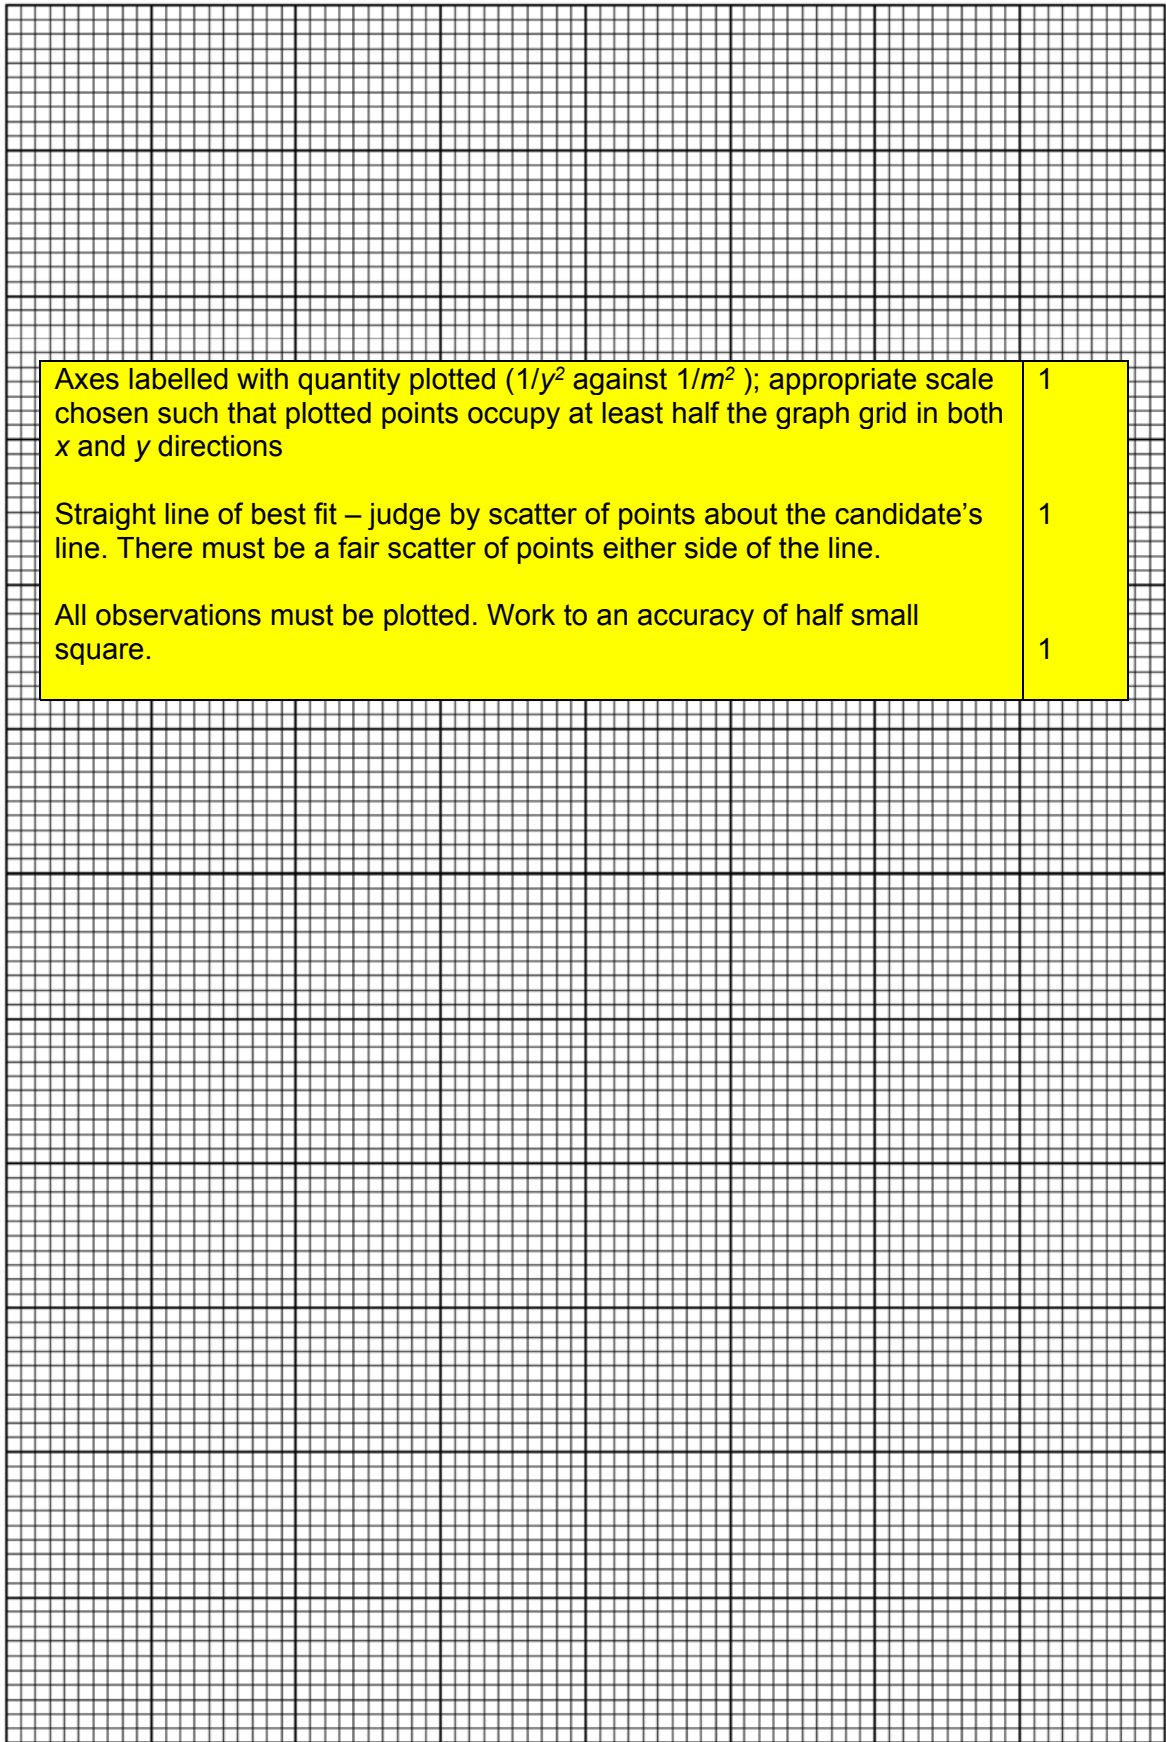 Axes labelled with quantity plotted (1/y² against 1/m² ); appropriate scale 1
chosen such that plotted points occupy at least half the graph grid in both
x and y directions
Straight line of best fit – judge by scatter of points about the candidate’s 1
line. There must be a fair scatter of points either side of the line.
All observations must be plotted. Work to an accuracy of half small
square. 1